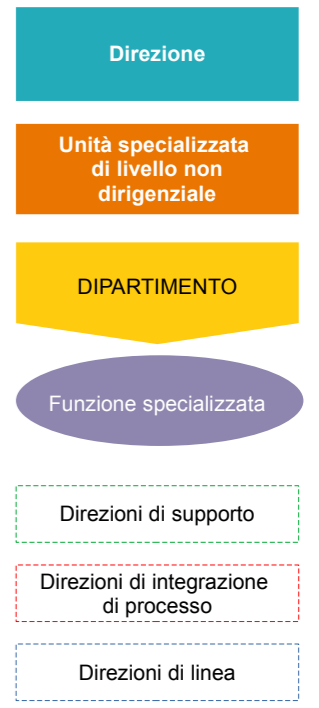 Direzione
Unità specializzata
di livello non
dirigenziale
DIPARTIMENTO
Funzione specializzata
Direzioni di supporto
Direzioni di integrazione
di processo
Direzioni di linea